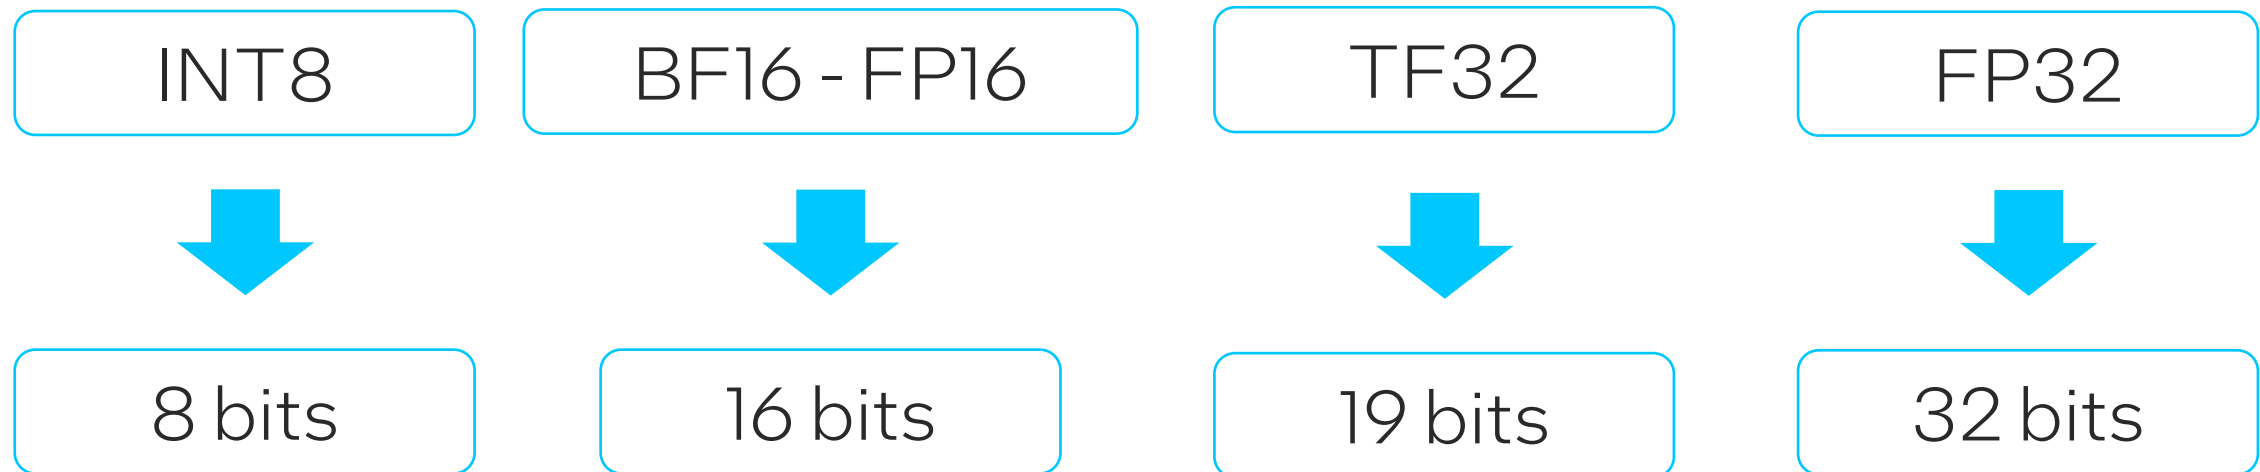 INT8
BF16 - FP16
TF32
FP32
8 bits
16 bits
19 bits
32 bits